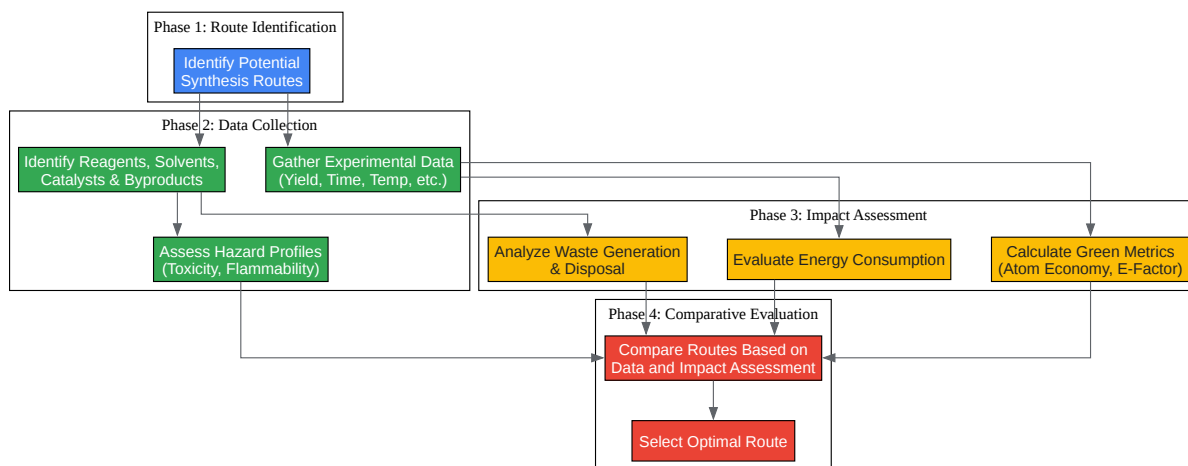 Phase 1: Route Identification
Identify Potential
Synthesis Routes
Phase 2: Data Collection
Identify Reagents, Solvents,
Catalysts & Byproducts
Gather Experimental Data
(Yield, Time, Temp, etc.)
Assess Hazard Profiles
(Toxicity, Flammability)
Phase 3: Impact Assessment
Analyze Waste Generation
& Disposal
Evaluate Energy Consumption
Calculate Green Metrics
(Atom Economy, E-Factor)
Phase 4: Comparative Evaluation
Compare Routes Based on
Data and Impact Assessment
Select Optimal Route